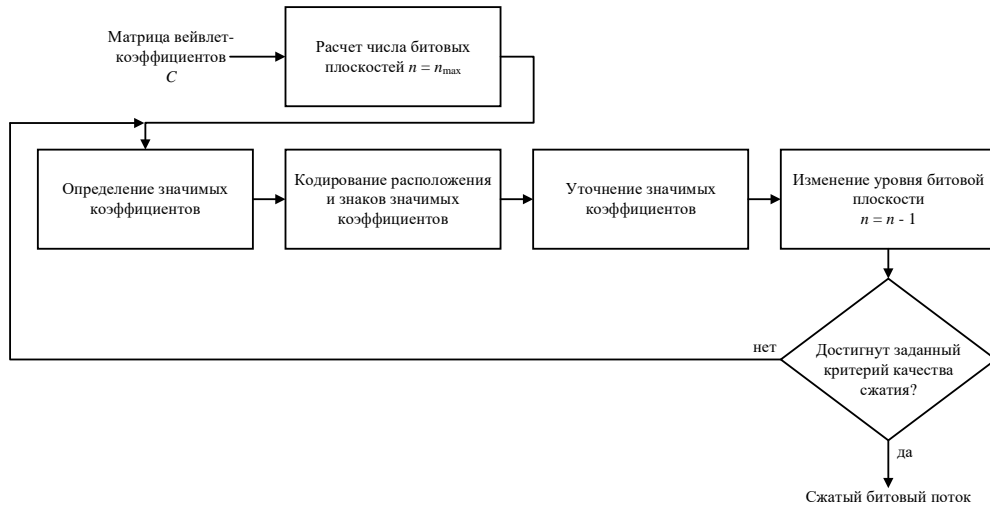 Матрица вейвлет-
коэффициентов
C
Расчет числа битовых
плоскостей n = nmax
Определение значимых
коэффициентов
Кодирование расположения
и знаков значимых
коэффициентов
Уточнение значимых
коэффициентов
Изменение уровня битовой
плоскости
n = n - 1
нет
Достигнут заданный
критерий качества
сжатия?
да
Сжатый битовый поток